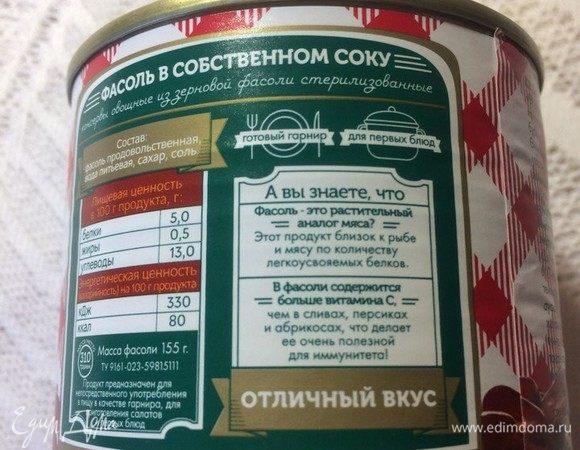 ФАСОЛЬ В СОБСТВЕННОМ СОКУ
консервы овощные из зерновой фасоли стерилизованные
Состав:
фасоль продовольственная,
вода питьевая, сахар, соль
готовый гарнир
для первых блюд
Пищевая ценность
в 100 г продукта, г:
белки 5,0
жиры 0,5
углеводы 13,0
Энергетическая ценность
(калорийность) на 100 г продукта
кДж 330
ккал 80
310
Масса фасоли 155 г.
ТУ 9161-023-59815111
Продукт предназначен для
непосредственного употребления
в пищу в качестве гарнира, для
приготовления салатов
первых блюд
А вы знаете, что
Фасоль - это растительный
аналог мяса?
Этот продукт близок к рыбе
и мясу по количеству
легкоусвояемых белков.
В фасоли содержится
больше витамина С,
чем в сливах, персиках
и абрикосах, что делает
ее очень полезной
для иммунитета!
ОТЛИЧНЫЙ ВКУС
Едим Дома
www.edimdoma.ru